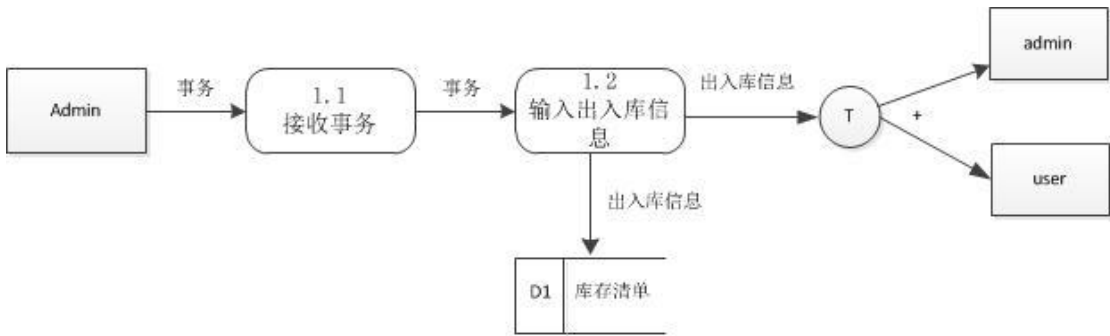 Admin
事务
1.1
接收事务
事务
1.2
输入出入库信
息
出入库信息
T
+
admin
user
出入库信息
D1
库存清单